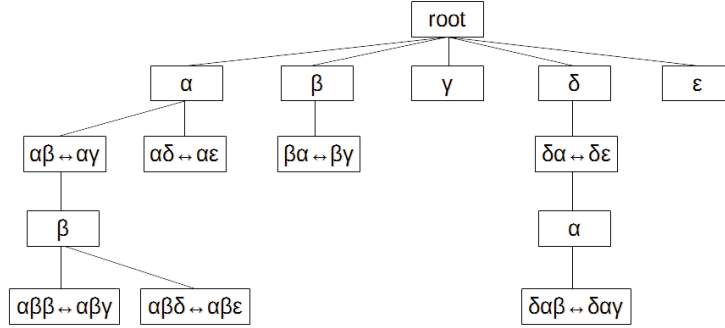 root
α β γ δ ε
αβ↔αγ αδ↔αε βα↔βγ δα↔δε
β α
αββ↔αβγ αβδ↔αβε δαβ↔δαγ